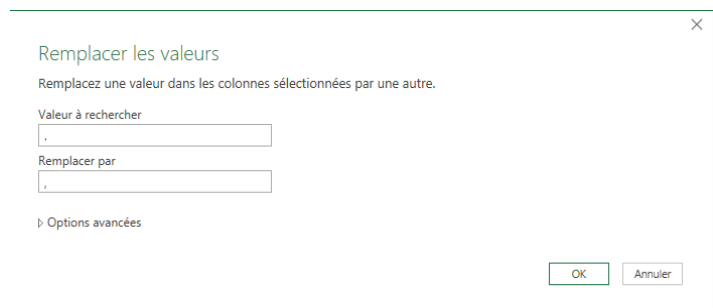 Remplacer les valeurs
Remplacez une valeur dans les colonnes sélectionnées par une autre.
Valeur à rechercher
.
Remplacer par
,
Options avancées
OK
Annuler